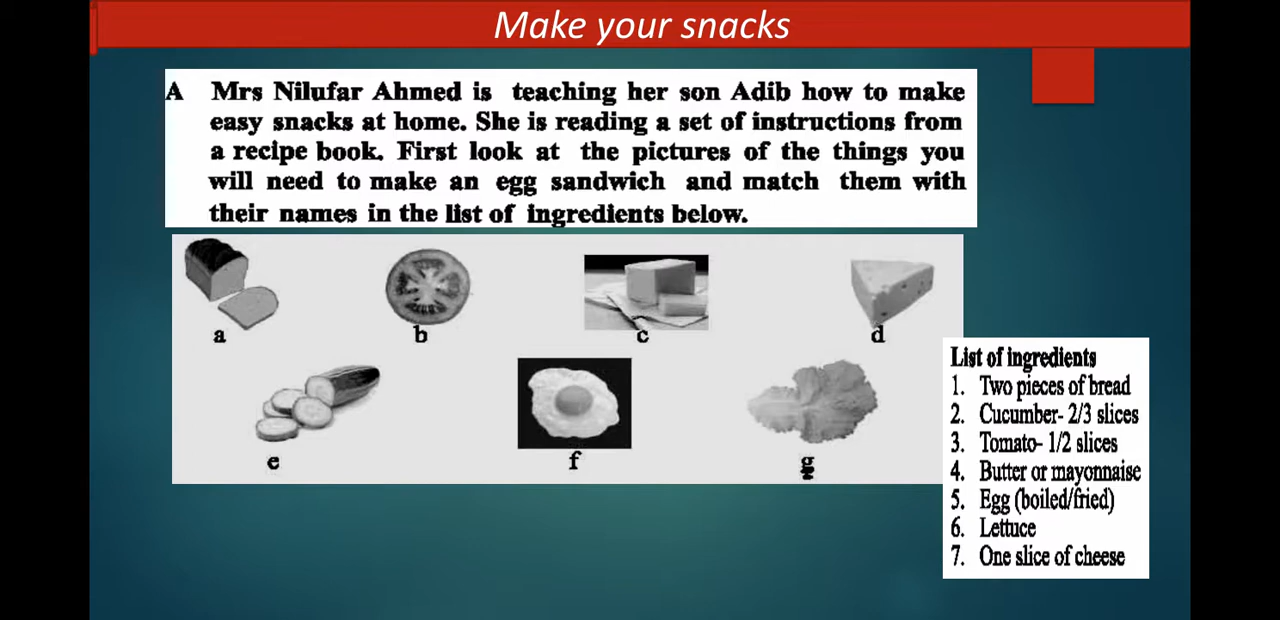 Make your snacks
A Mrs Nilufar Ahmed is teaching her son Adib how to make
easy snacks at home. She is reading a set of instructions from
a recipe book. First look at the pictures of the things you
will need to make an egg sandwich and match them with
their names in the list of ingredients below.
a
b
c
d
e
f
g
List of ingredients
1. Two pieces of bread
2. Cucumber- 2/3 slices
3. Tomato- 1/2 slices
4. Butter or mayonnaise
5. Egg (boiled/fried)
6. Lettuce
7. One slice of cheese